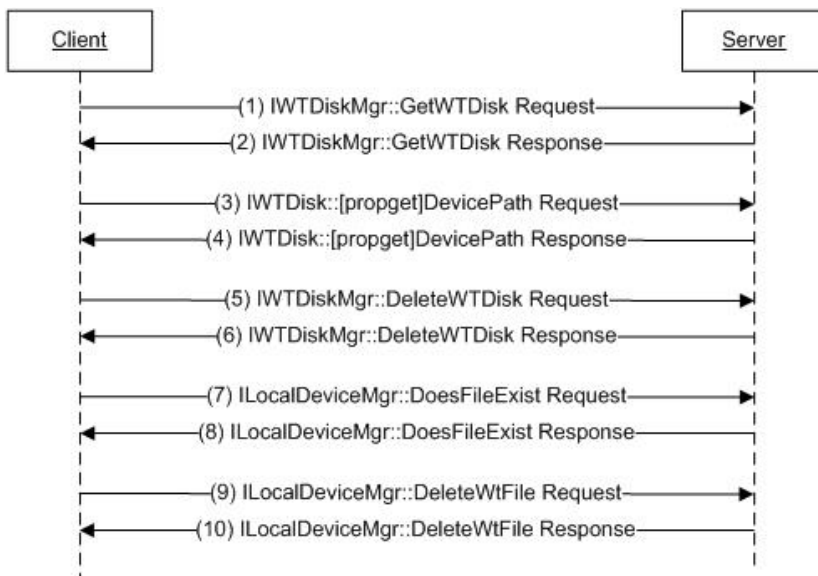 Client
Server
(1) IWTDiskMgr::GetWTDisk Request
(2) IWTDiskMgr::GetWTDisk Response
(3) IWTDisk::[propget]DevicePath Request
(4) IWTDisk::[propget]DevicePath Response
(5) IWTDiskMgr::DeleteWTDisk Request
(6) IWTDiskMgr::DeleteWTDisk Response
(7) ILocalDeviceMgr::DoesFileExist Request
(8) ILocalDeviceMgr::DoesFileExist Response
(9) ILocalDeviceMgr::DeleteWtFile Request
(10) ILocalDeviceMgr::DeleteWtFile Response